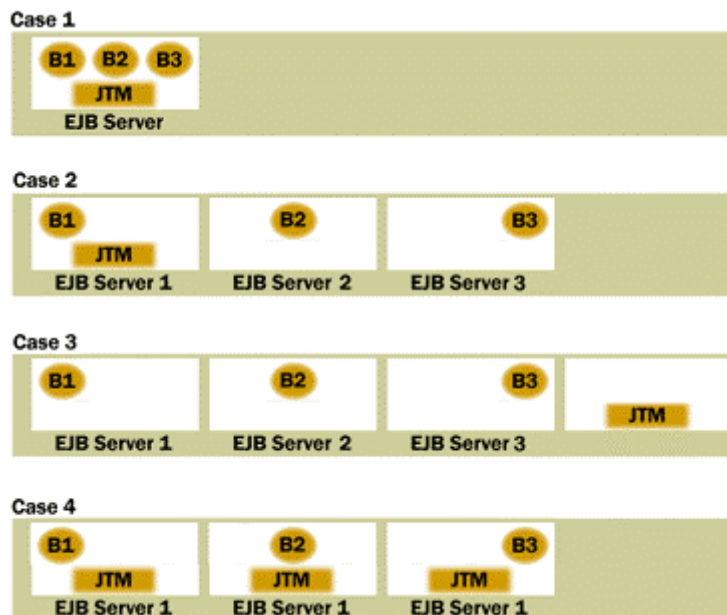 Case 1
B1 B2 B3
JTM
EJB Server
Case 2
B1 B2 B3
JTM
EJB Server 1 EJB Server 2 EJB Server 3
Case 3
B1 B2 B3
JTM
EJB Server 1 EJB Server 2 EJB Server 3
Case 4
B1 B2 B3
JTM JTM JTM
EJB Server 1 EJB Server 1 EJB Server 1